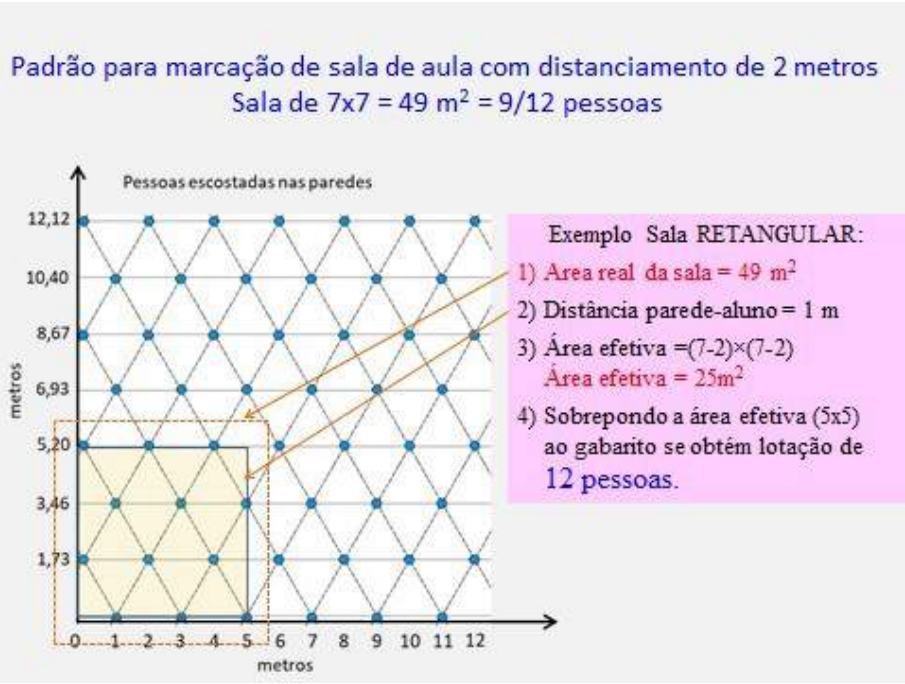 Padrão para marcação de sala de aula com distanciamento de 2 metros
Sala de 7x7 = 49 m² = 9/12 pessoas
Pessoas escostadas nas paredes
12,12
10,40
8,67
6,93
5,20
3,46
1,73
metros
0 1 2 3 4 5 6 7 8 9 10 11 12
metros
Exemplo Sala RETANGULAR:
1) Area real da sala = 49 m²
2) Distância parede-aluno = 1 m
3) Área efetiva =(7-2)×(7-2)
Área efetiva = 25m²
4) Sobrepondo a área efetiva (5x5)
ao gabarito se obtém lotação de
12 pessoas.